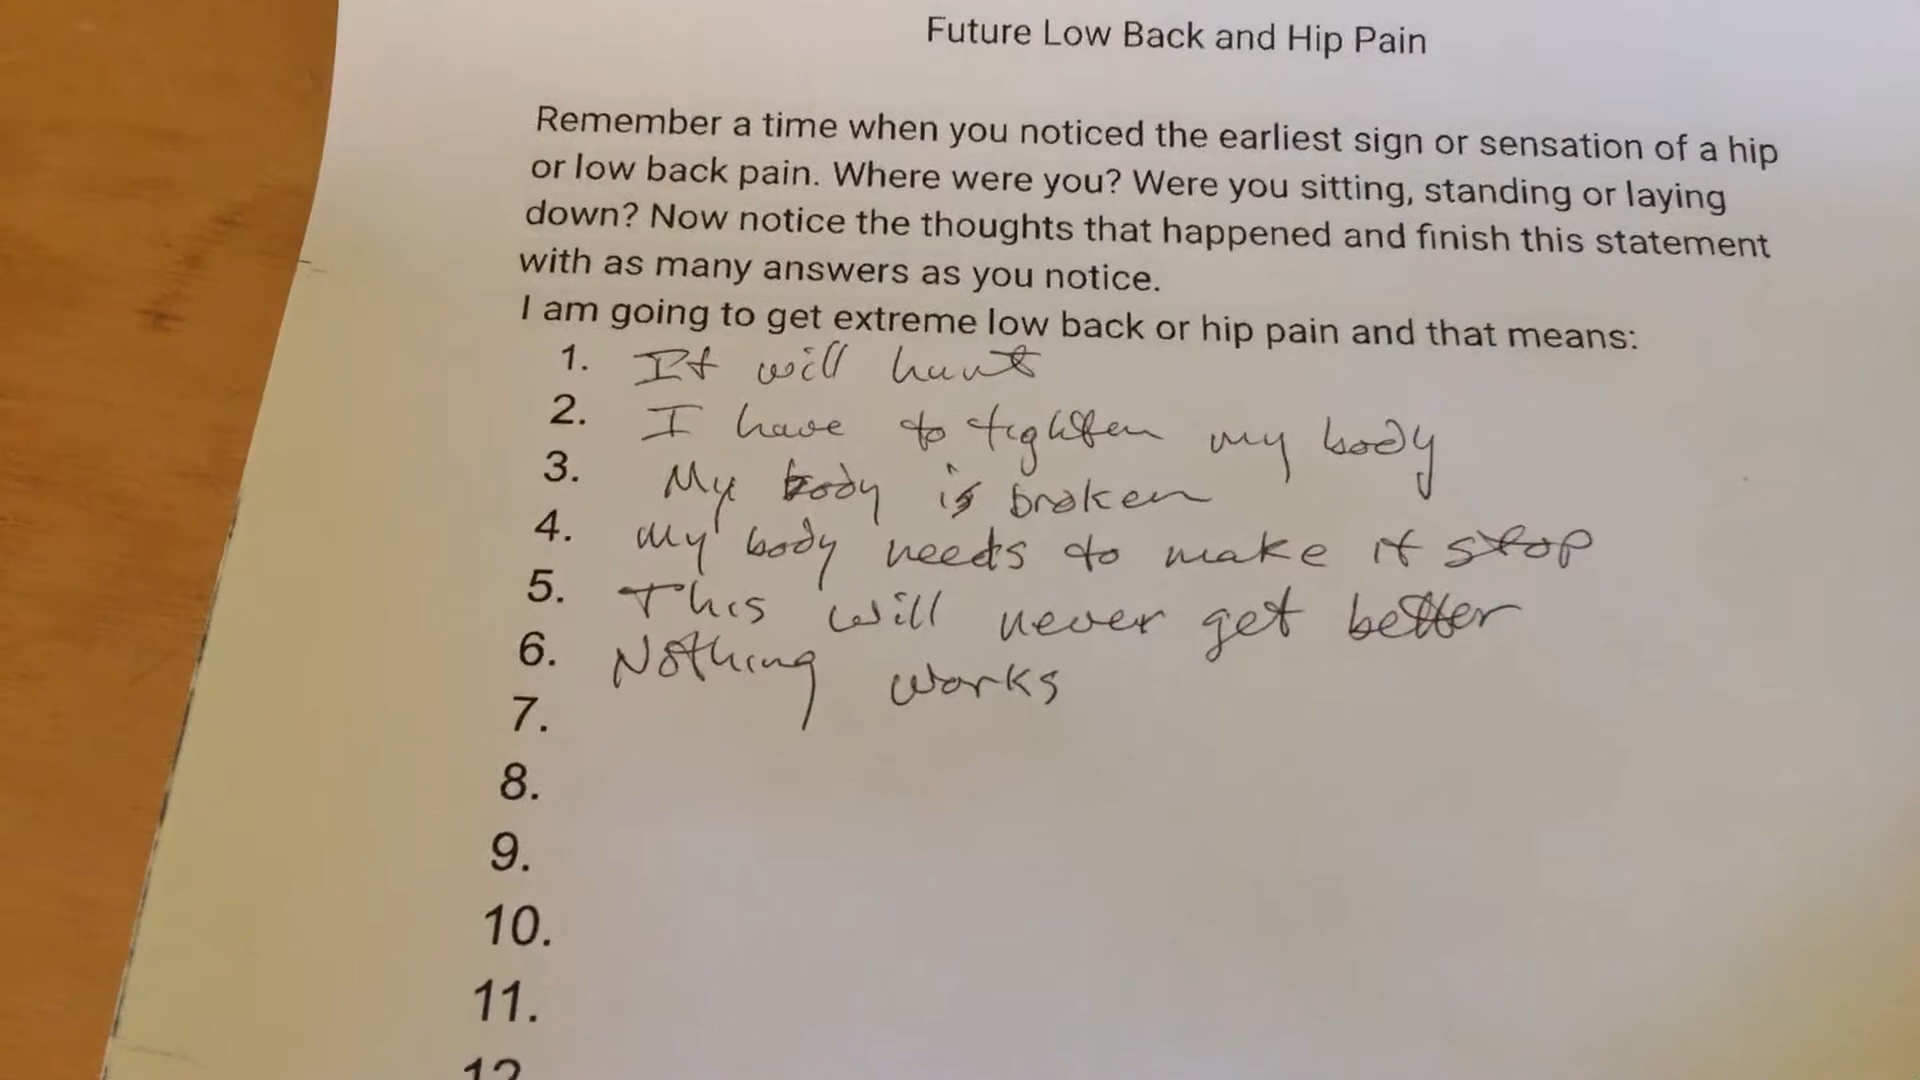 Future Low Back and Hip Pain
Remember a time when you noticed the earliest sign or sensation of a hip
or low back pain. Where were you? Were you sitting, standing or laying
down? Now notice the thoughts that happened and finish this statement
with as many answers as you notice.
I am going to get extreme low back or hip pain and that means:
1. It will hurt
2. I have to tighten my body
3. My body is broken
4. My body needs to make it stop
5. This will never get better
6. Nothing works
7.
8.
9.
10.
11.
12